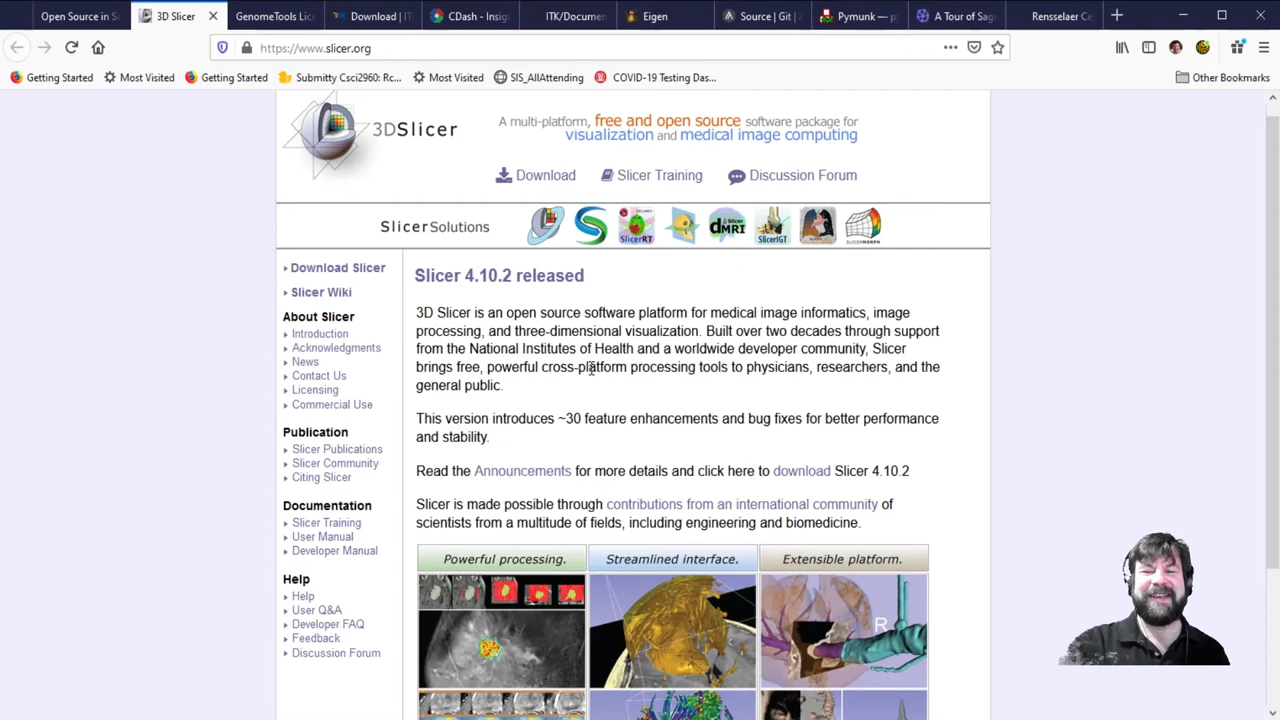 Open Source in Sc
3D Slicer
GenomeTools Lice
Download | IT
CDash - Insig
ITK/Documen
Eigen
Source | Git |
Pymunk — py
A Tour of Sag
Rensselaer Ce
https://www.slicer.org
Getting Started
Most Visited
Getting Started
Submitty Csci2960: Rc...
Most Visited
SIS_AllAttending
COVID-19 Testing Das...
Other Bookmarks
3DSlicer
A multi-platform, free and open source software package for
visualization and medical image computing
Download
Slicer Training
Discussion Forum
SlicerSolutions
SlicerRT
Slicer
dMRI
SlicerIGT
SLICERMORPH
Download Slicer
Slicer Wiki
About Slicer
Introduction
Acknowledgments
News
Contact Us
Licensing
Commercial Use
Publication
Slicer Publications
Slicer Community
Citing Slicer
Documentation
Slicer Training
User Manual
Developer Manual
Help
Help
User Q&A
Developer FAQ
Feedback
Discussion Forum
Slicer 4.10.2 released
3D Slicer is an open source software platform for medical image informatics, image
processing, and three-dimensional visualization. Built over two decades through support
from the National Institutes of Health and a worldwide developer community, Slicer
brings free, powerful cross-platform processing tools to physicians, researchers, and the
general public.
This version introduces ~30 feature enhancements and bug fixes for better performance
and stability.
Read the Announcements for more details and click here to download Slicer 4.10.2
Slicer is made possible through contributions from an international community of
scientists from a multitude of fields, including engineering and biomedicine.
Powerful processing.
Streamlined interface.
Extensible platform.
R